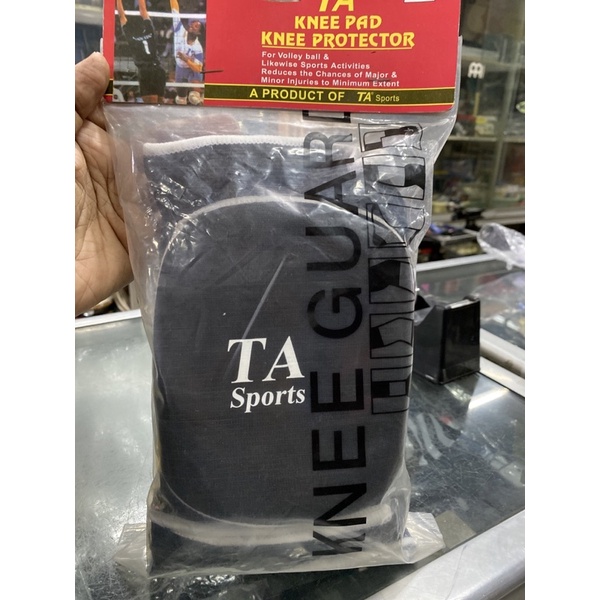 TA
KNEE PAD
KNEE PROTECTOR
For Volley ball &
Likewise Sports Activities
Reduces the Chances of Major &
Minor Injuries to Minimum Extent
A PRODUCT OF TA Sports
KNEE GUARD
TA
Sports
1